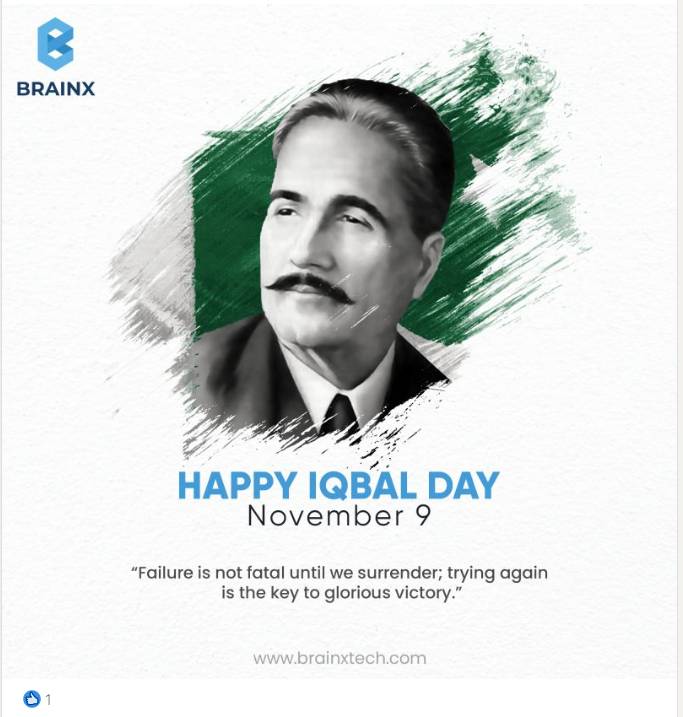 BRAINX
HAPPY IQBAL DAY
November 9
“Failure is not fatal until we surrender; trying again
is the key to glorious victory.”
www.brainxtech.com
1